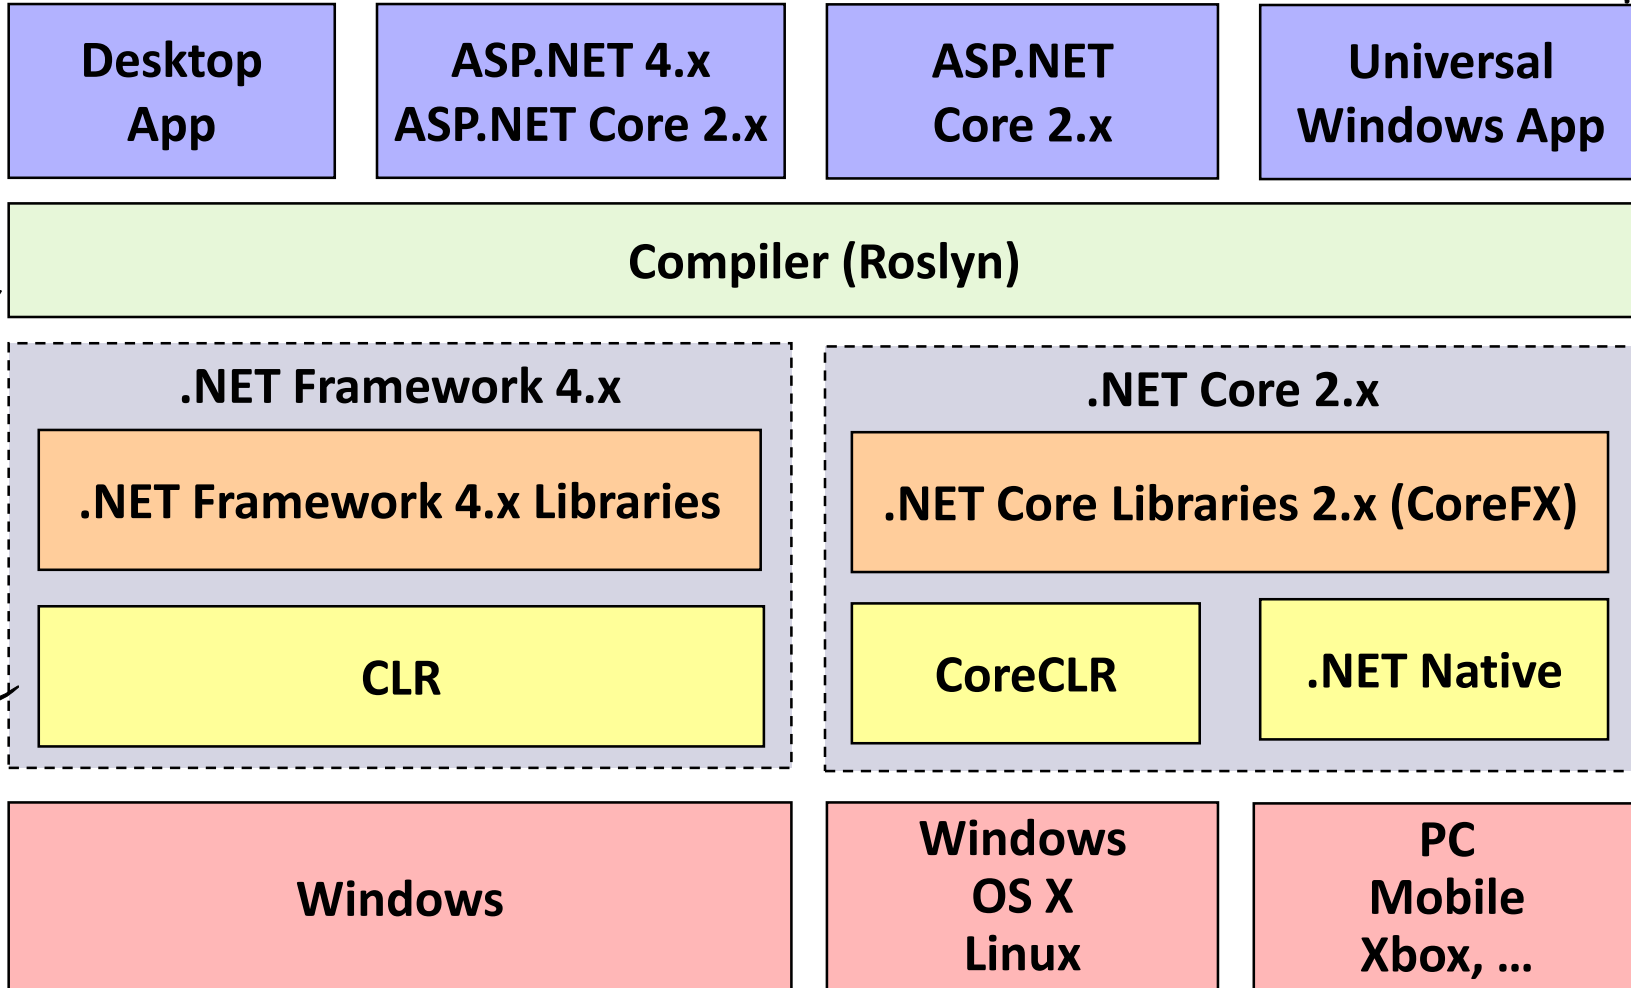 Desktop
App
ASP.NET 4.x
ASP.NET Core 2.x
ASP.NET
Core 2.x
Universal
Windows App
Compiler (Roslyn)
.NET Framework 4.x
.NET Framework 4.x Libraries
CLR
.NET Core 2.x
.NET Core Libraries 2.x (CoreFX)
CoreCLR
.NET Native
Windows
Windows
OS X
Linux
PC
Mobile
Xbox, ...